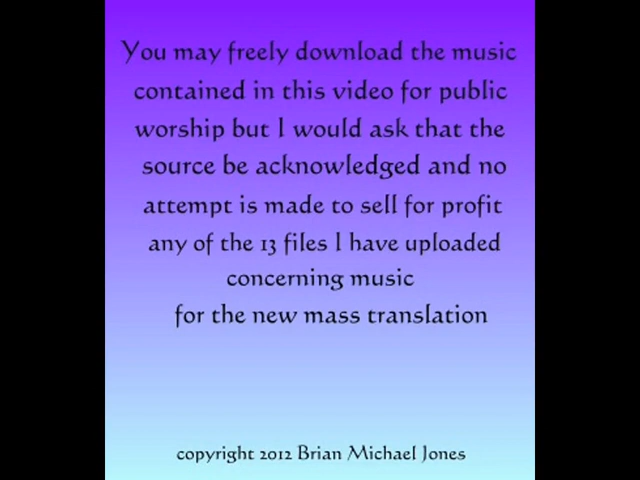 You may freely download the music
contained in this video for public
worship but I would ask that the
source be acknowledged and no
attempt is made to sell for profit
any of the 13 files I have uploaded
concerning music
for the new mass translation
copyright 2012 Brian Michael Jones